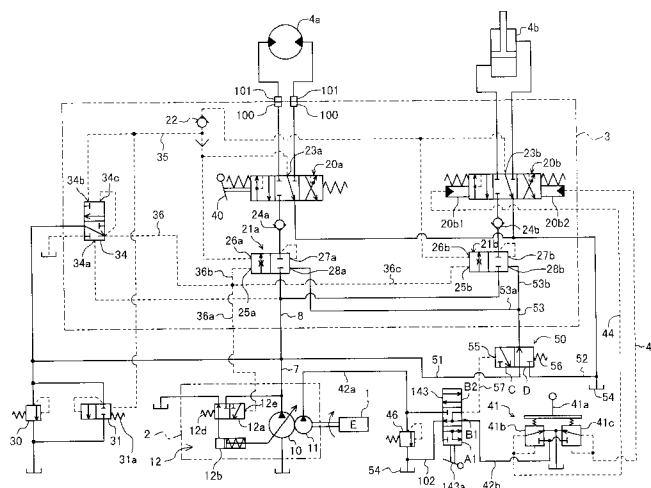 4a
4b
101
101
100
100
22
3
23a
20a
23b
20b
34b
34c
35
40
20b1
20b2
24a
24b
36
21a
26a
27a
26b
21b
27b
34
34a
36b
28a
36c
28b
25a
25b
53b
53a
53
36a
8
44
4
50
55
56
51
52
7
42a
57
C
D
54
143
B2
2
12e
1
41
41a
30
31
12d
12a
46
41b
41c
31a
E
B1
12
12b
10
11
54
A1
102
143a
42b